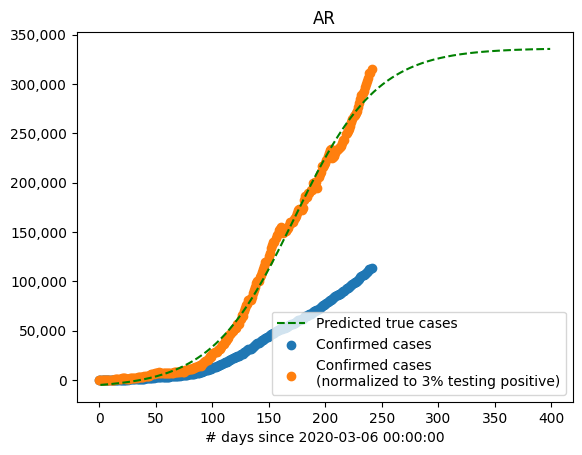 AR
350,000
300,000
250,000
200,000
150,000
100,000
50,000
0
Predicted true cases
Confirmed cases
Confirmed cases
(normalized to 3% testing positive)
0 50 100 150 200 250 300 350 400
# days since 2020-03-06 00:00:00